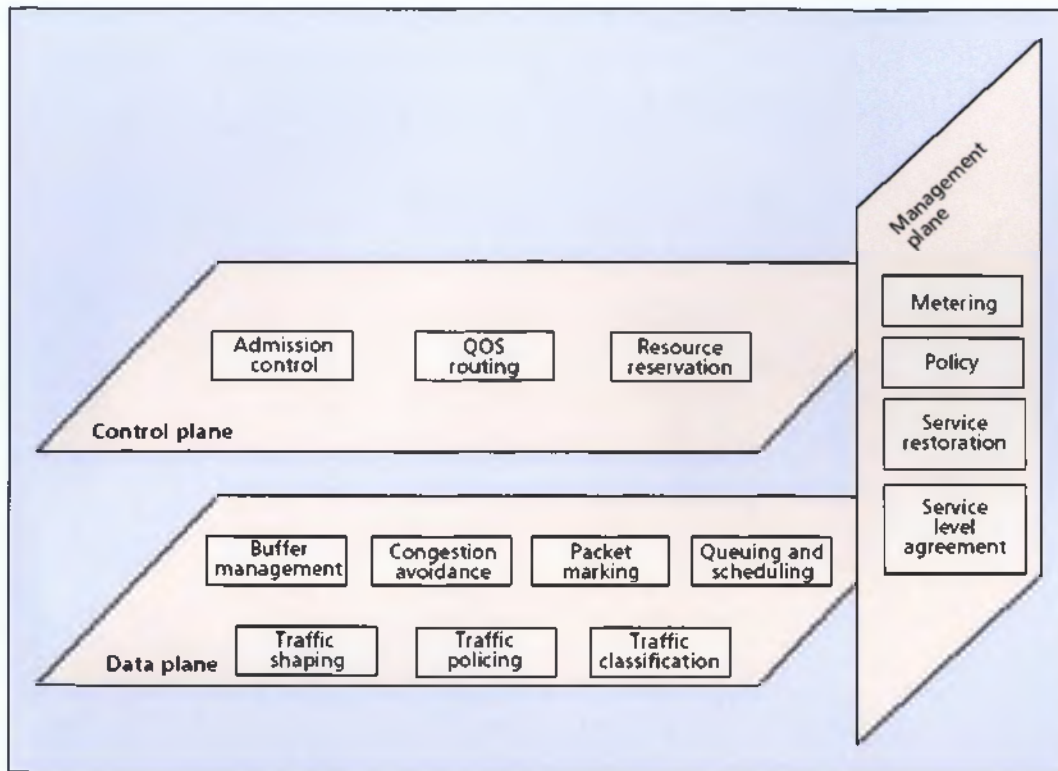 Management
plane
Metering
Policy
Service
restoration
Service
level
agreement
Admission
control
QOS
routing
Resource
reservation
Control plane
Buffer
management
Congestion
avoidance
Packet
marking
Queuing and
scheduling
Traffic
shaping
Traffic
policing
Traffic
classification
Data plane